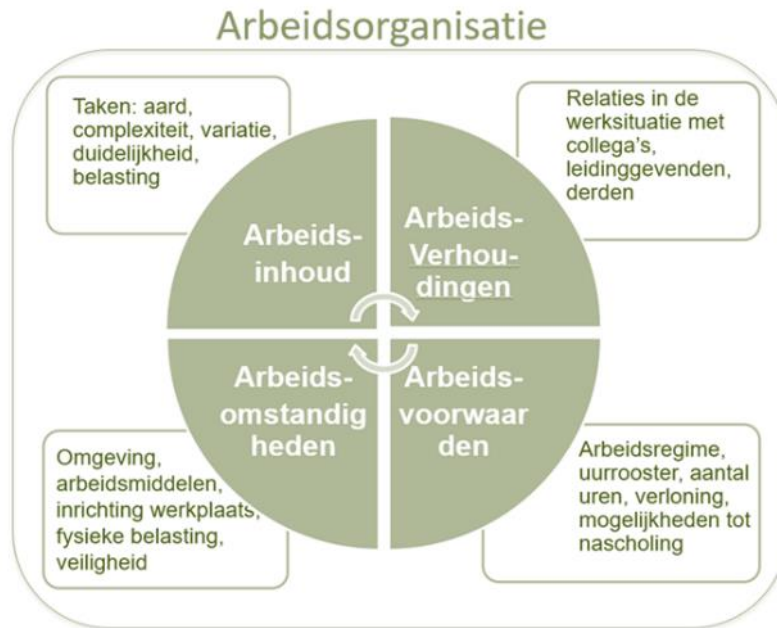 Arbeidsorganisatie
Taken: aard,
complexiteit, variatie,
duidelijkheid,
belasting
Relaties in de
werksituatie met
collega's,
leidinggevenden,
derden
Arbeids-
inhoud
Arbeids-
Verhou-
dingen
Arbeids-
omstandig
heden
Arbeids-
voorwaar
den
Omgeving,
arbeidsmiddelen,
inrichting werkplaats,
fysieke belasting,
veiligheid
Arbeidsregime,
uurrooster, aantal
uren, verloning,
mogelijkheden tot
nascholing